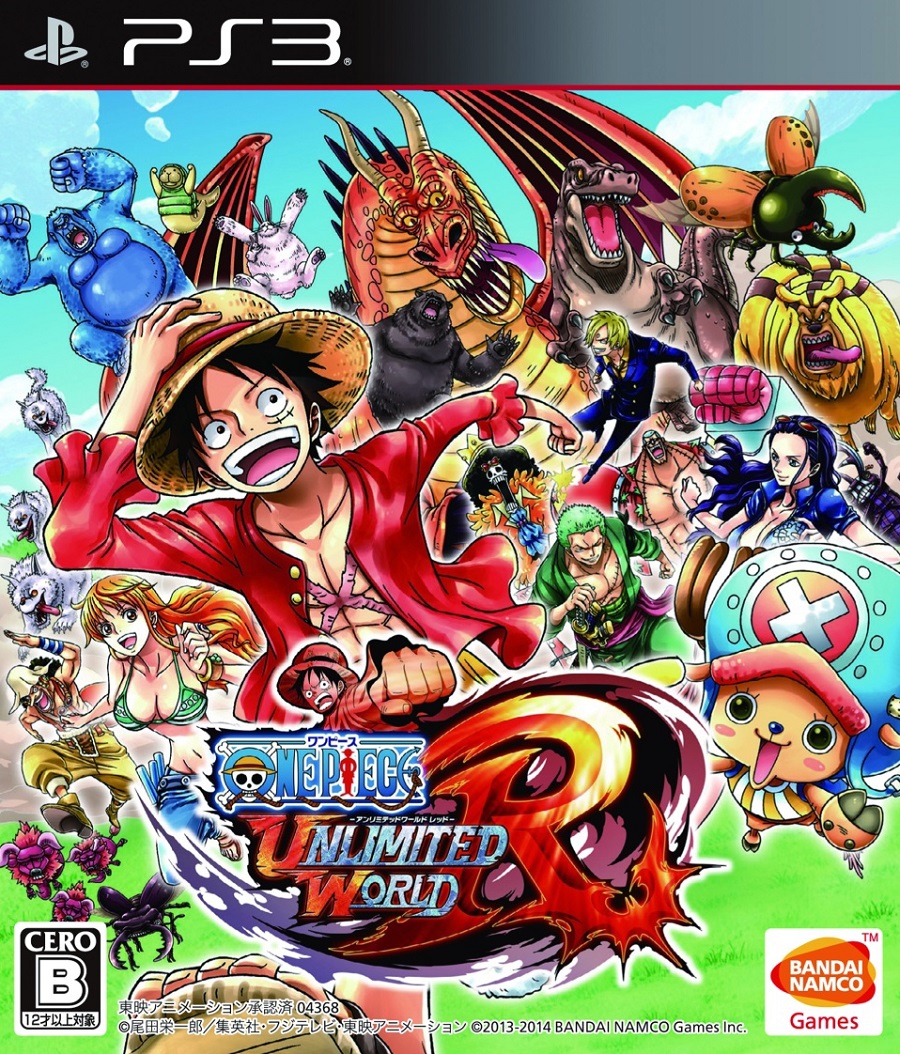 PS3
ワンピース
ONE PIECE
-アンリミテッドワールド レッド-
UNLIMITED
WORLD
R
CERO
B
12才以上対象
東映アニメーション承認済 04368
©尾田栄一郎／集英社・フジテレビ・東映アニメーション ©2013-2014 BANDAI NAMCO Games Inc.
BANDAI
NAMCO
Games
TM